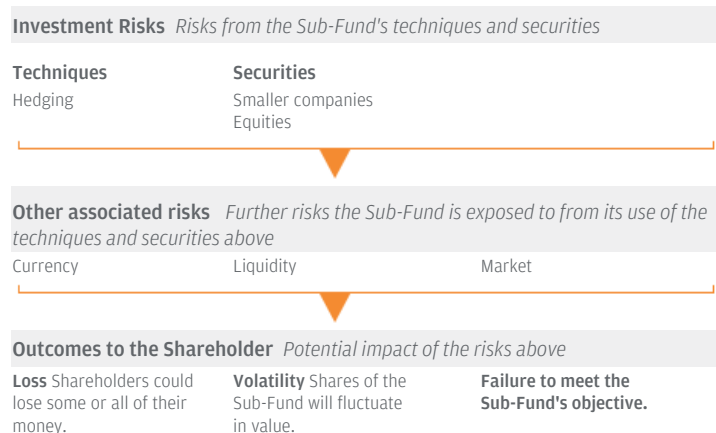 Investment Risks Risks from the Sub-Fund's techniques and securities
Techniques Securities
Hedging Smaller companies
Equities
Other associated risks Further risks the Sub-Fund is exposed to from its use of the
techniques and securities above
Currency Liquidity Market
Outcomes to the Shareholder Potential impact of the risks above
Loss Shareholders could
lose some or all of their
money.
Volatility Shares of the
Sub-Fund will fluctuate
in value.
Failure to meet the
Sub-Fund's objective.